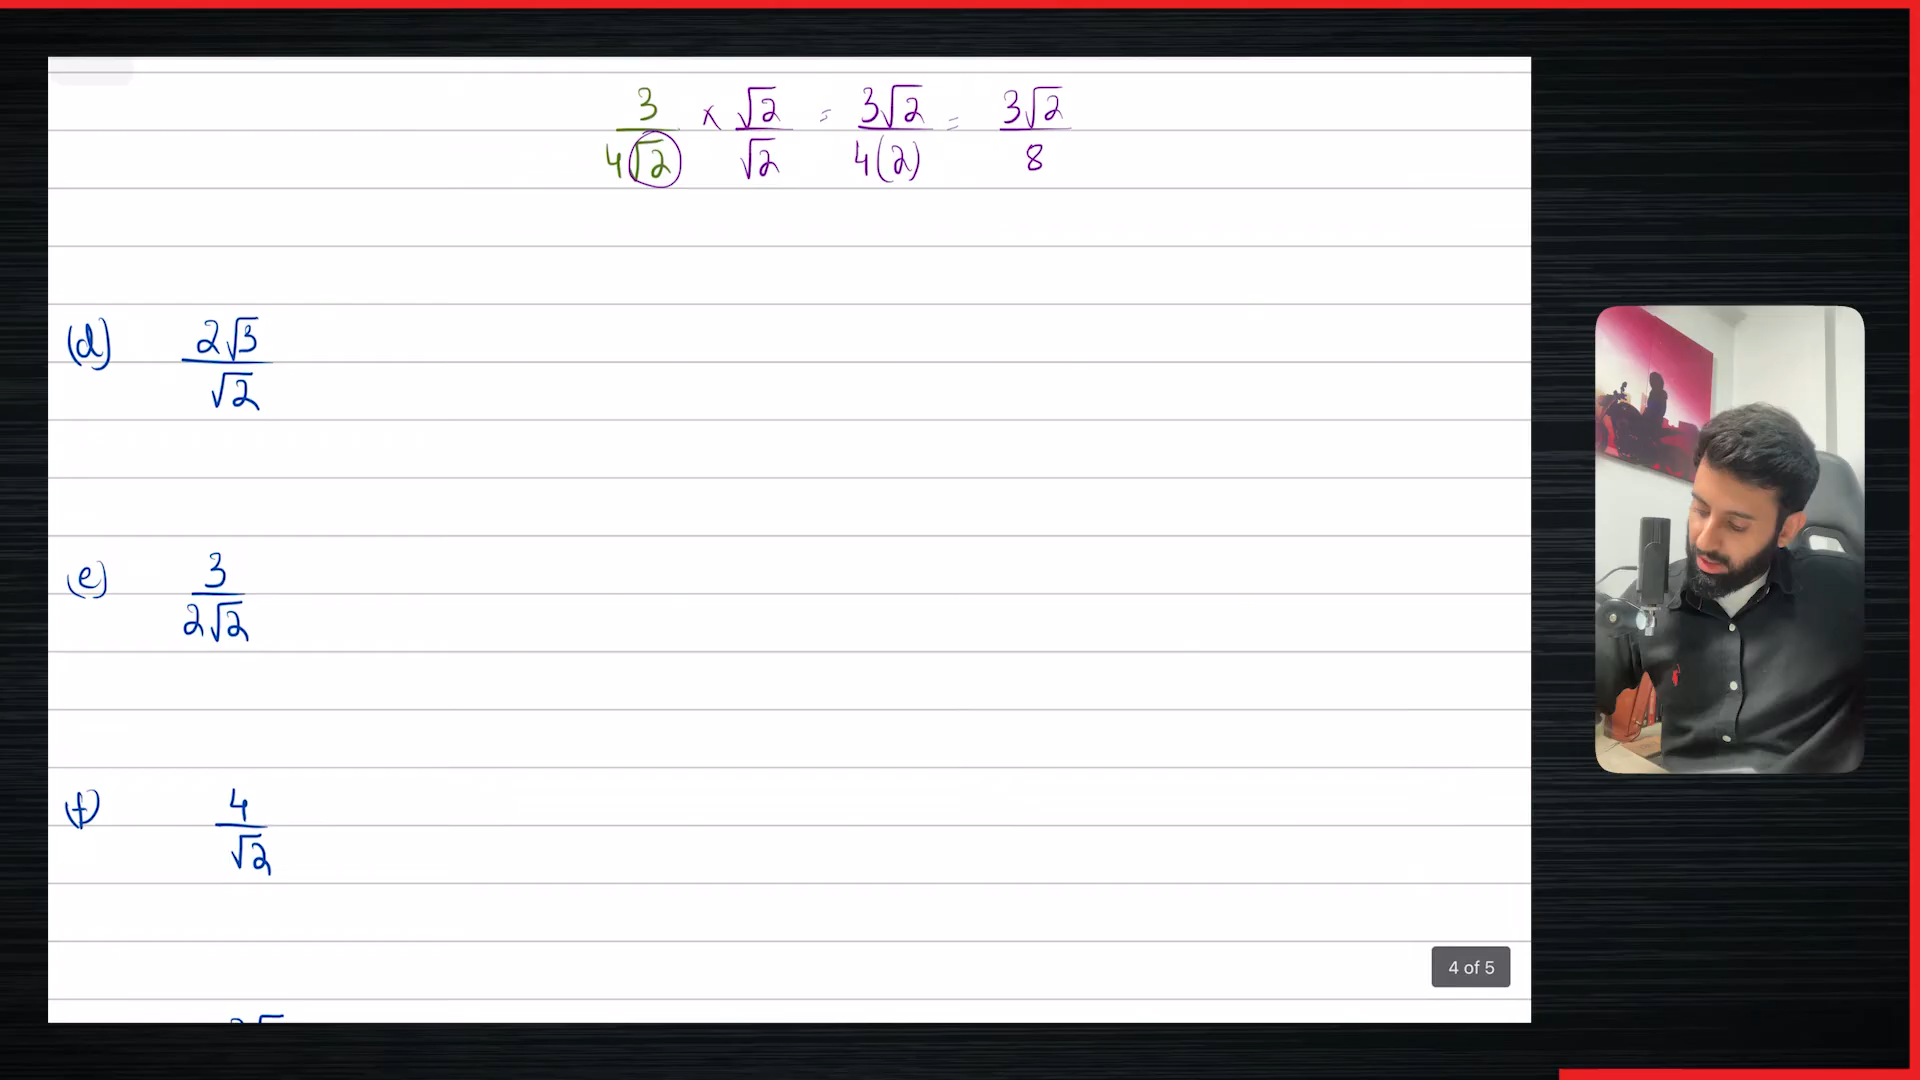 3/(4√2) × √2/√2 = 3√2/4(2) = 3√2/8
(d) 2√3/√2
(e) 3/(2√2)
(f) 4/√2
4 of 5